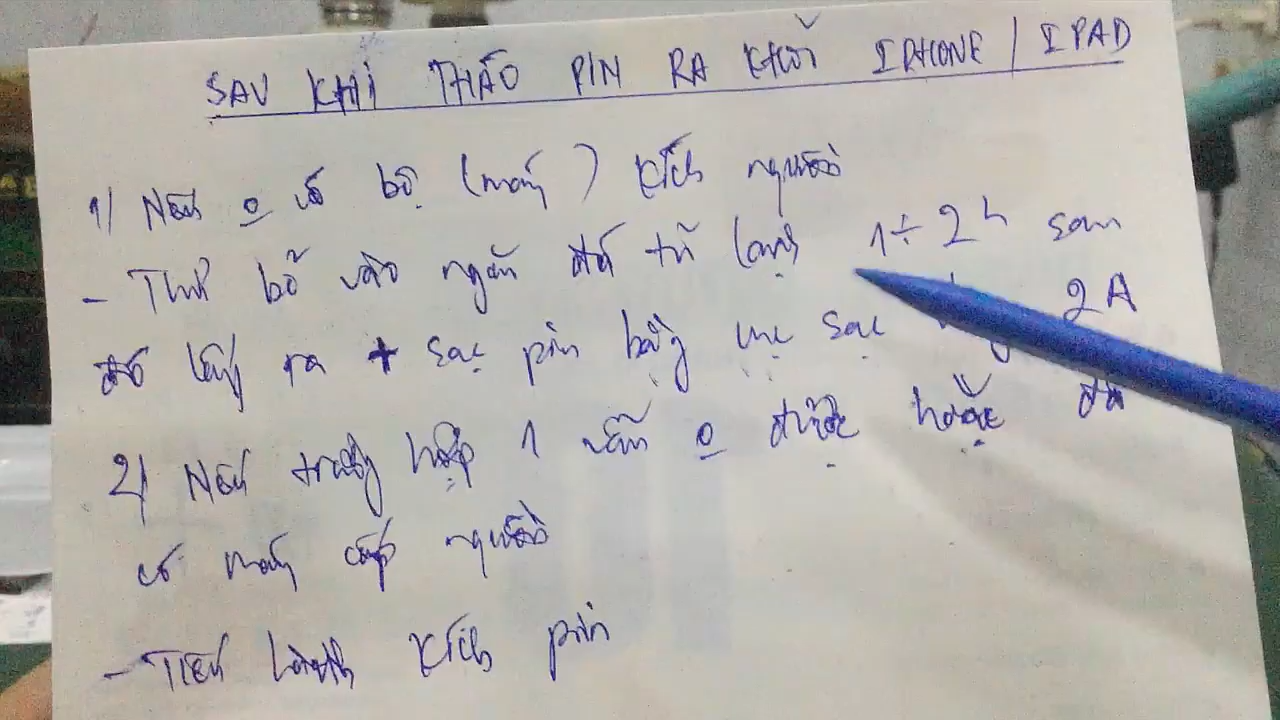 SAU KHI THÁO PIN RA KHỎI IPHONE / IPAD
1) Nếu o có bộ (máy) kích nguồn
- Thử bỏ vào ngăn đá tủ lạnh 1÷2h sau
đó lấy ra + sạc pin bằng cục sạc 2A
2) Nếu trường hợp 1 vẫn o được hoặc đã
có máy cấp nguồn
- Tiến hành kích pin